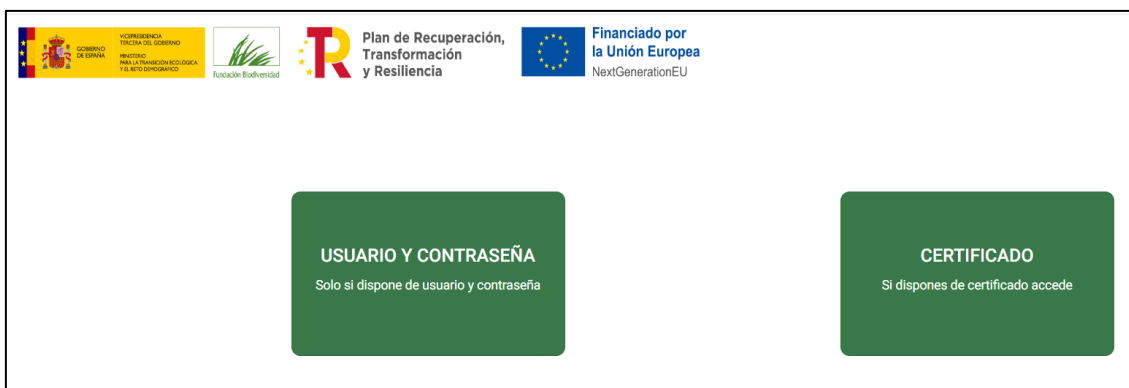 GOBIERNO
DE ESPAÑA
VICEPRESIDENCIA
TERCERA DEL GOBIERNO
MINISTERIO
PARA LA TRANSICIÓN ECOLÓGICA
Y EL RETO DEMOGRÁFICO
Fundación Biodiversidad
Plan de Recuperación,
Transformación
y Resiliencia
Financiado por
la Unión Europea
NextGenerationEU
USUARIO Y CONTRASEÑA
Solo si dispone de usuario y contraseña
CERTIFICADO
Si dispones de certificado accede